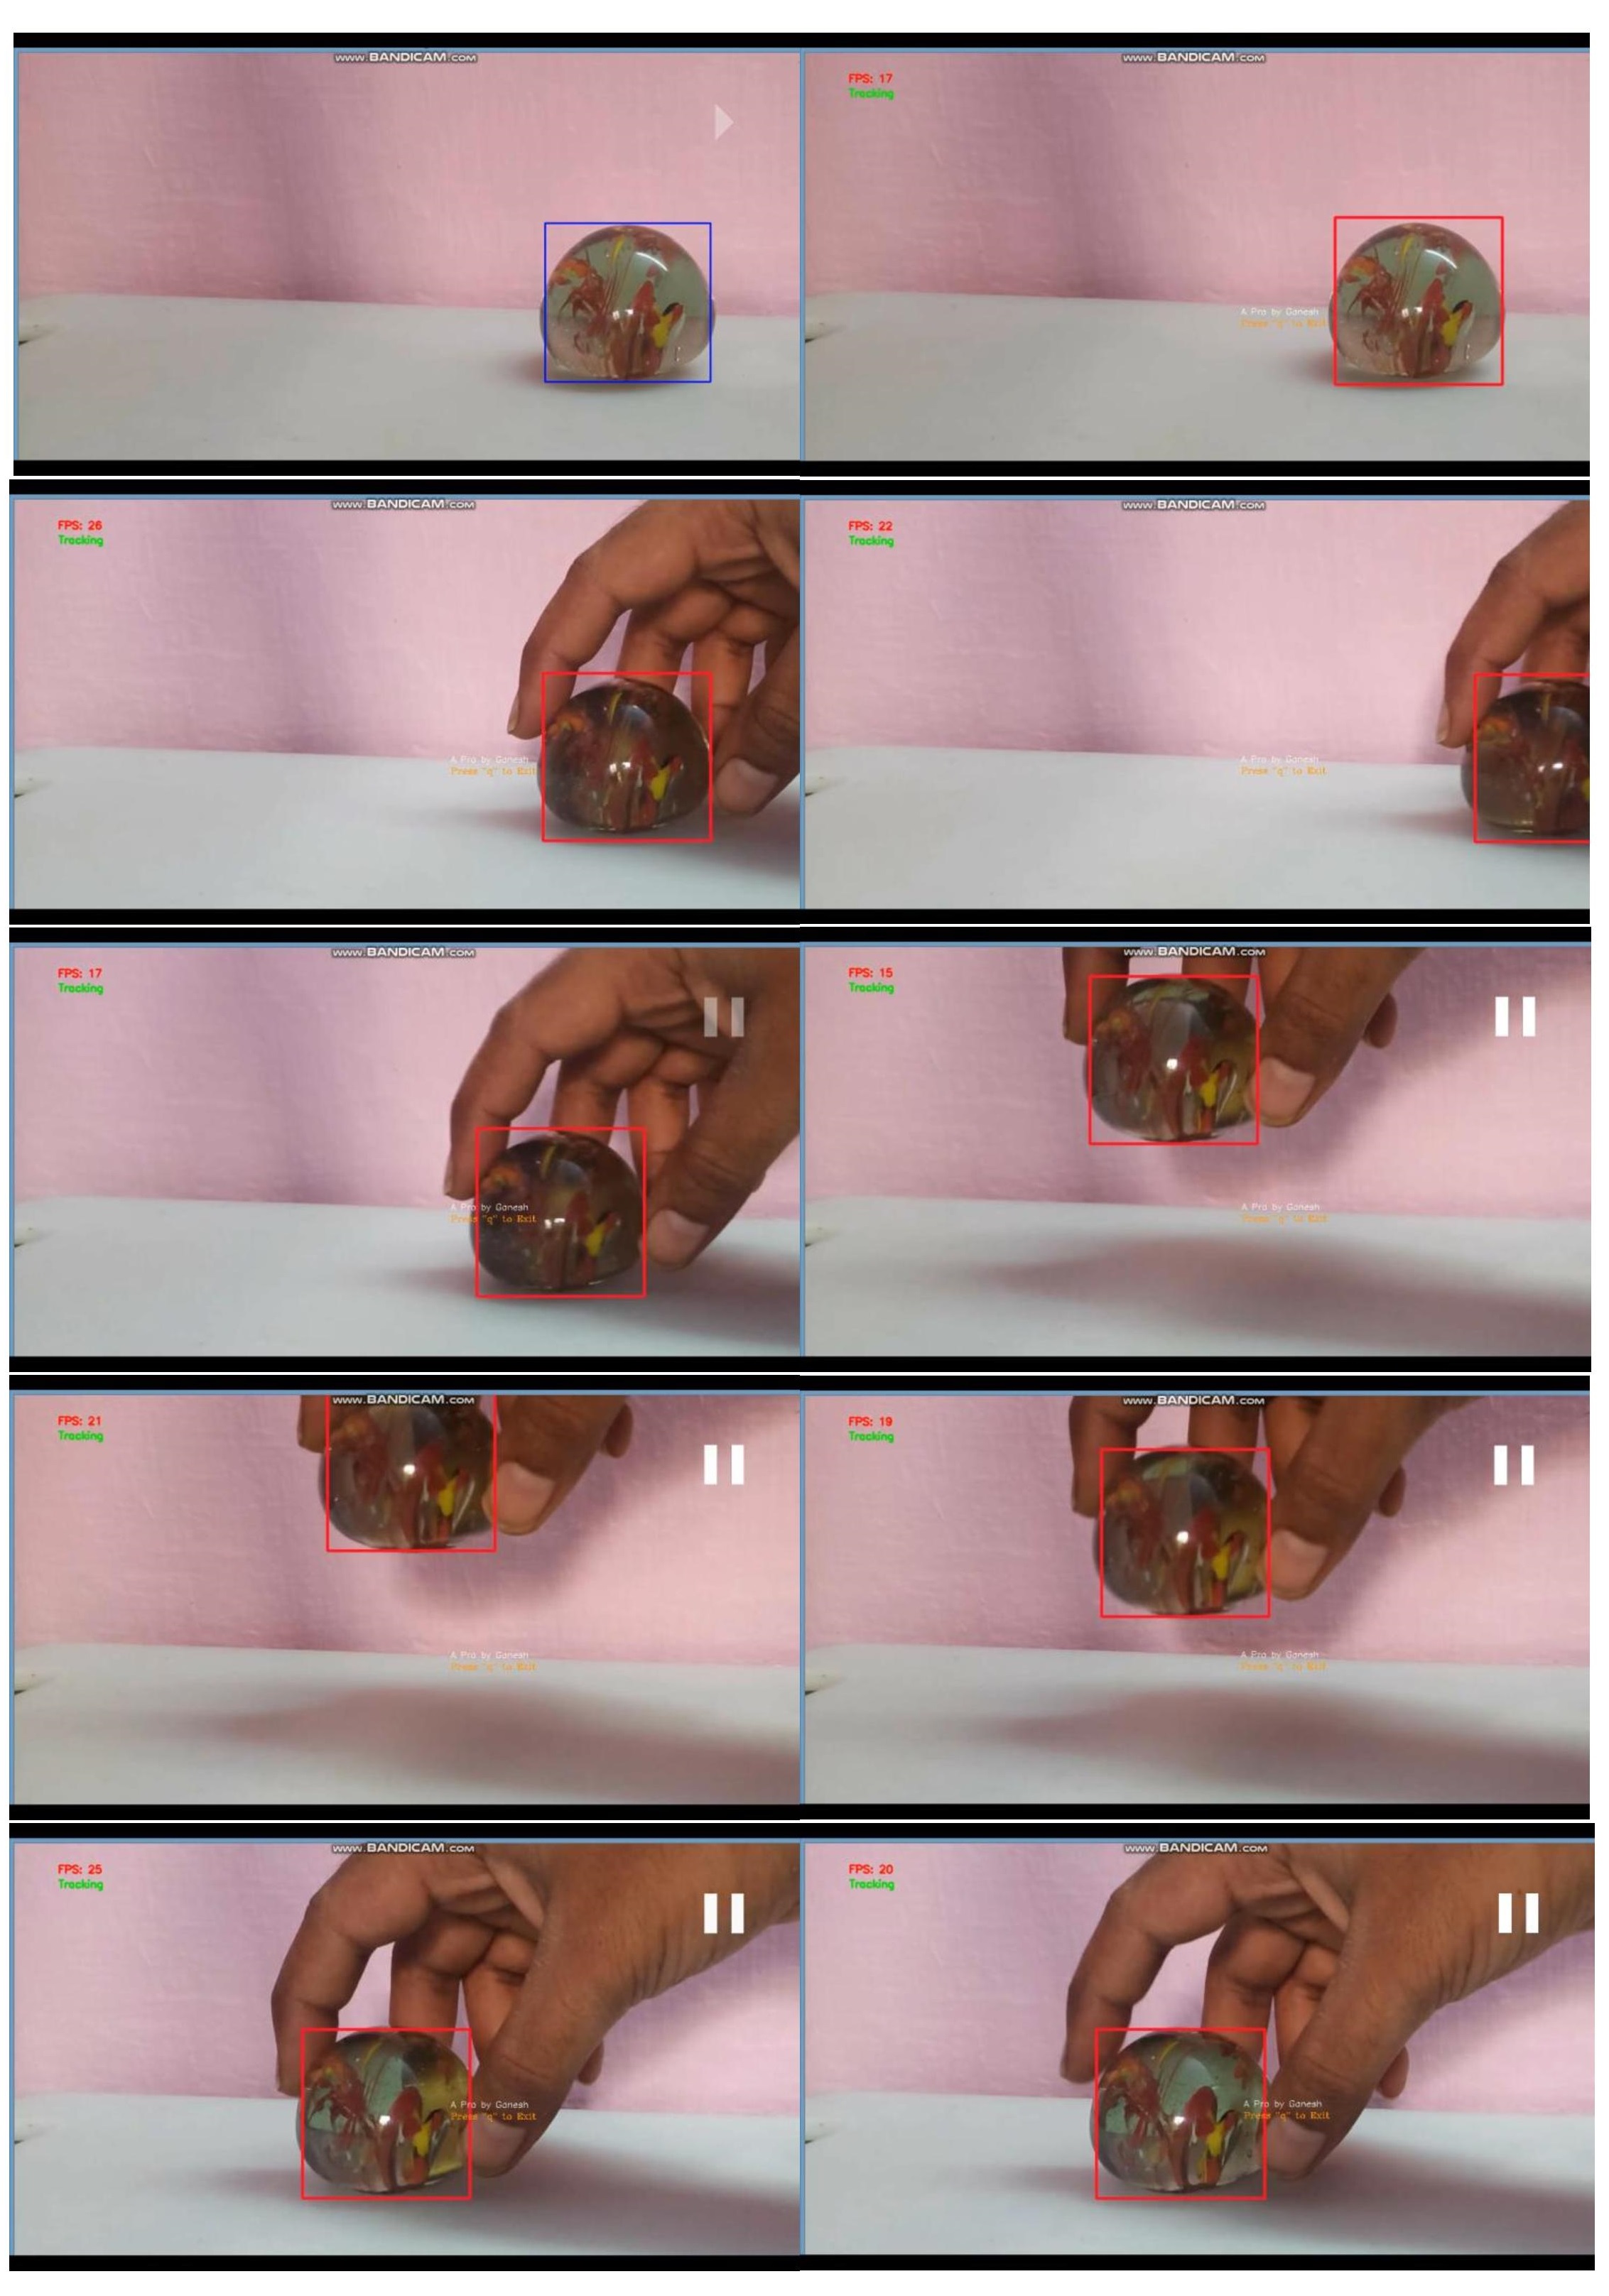 www.BANDICAM.com
www.BANDICAM.com
FPS: 17
Tracking
A Pro by Ganesh
Press "q" to Exit
www.BANDICAM.com
FPS: 26
Tracking
A Pro by Ganesh
Press "q" to Exit
www.BANDICAM.com
FPS: 22
Tracking
A Pro by Ganesh
Press "q" to Exit
www.BANDICAM.com
FPS: 17
Tracking
A Pro by Ganesh
Press "q" to Exit
www.BANDICAM.com
FPS: 15
Tracking
A Pro by Ganesh
Press "q" to Exit
www.BANDICAM.com
FPS: 21
Tracking
A Pro by Ganesh
Press "q" to Exit
www.BANDICAM.com
FPS: 19
Tracking
A Pro by Ganesh
Press "q" to Exit
www.BANDICAM.com
FPS: 25
Tracking
A Pro by Ganesh
Press "q" to Exit
www.BANDICAM.com
FPS: 20
Tracking
A Pro by Ganesh
Press "q" to Exit